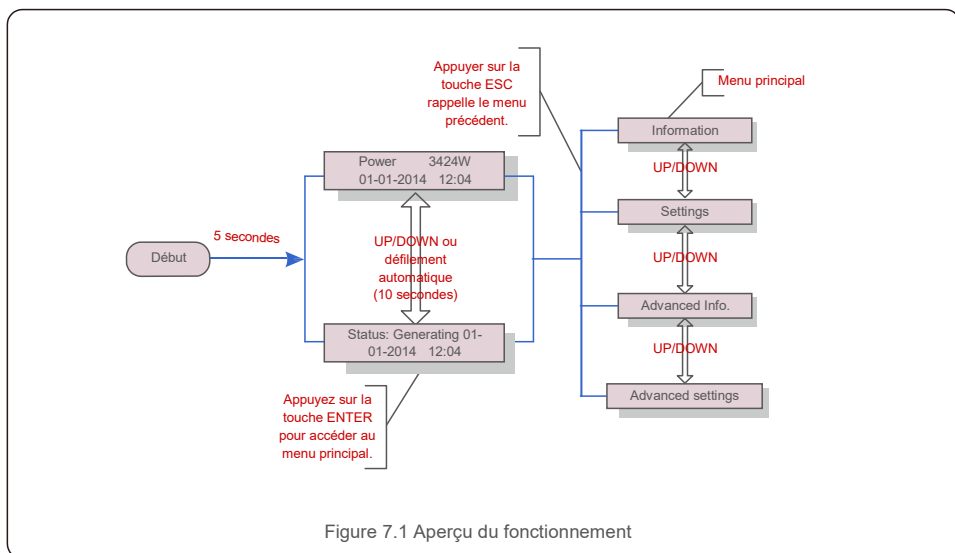 Début
5 secondes
Power 3424W
01-01-2014 12:04
UP/DOWN ou
défilement
automatique
(10 secondes)
Status: Generating 01-
01-2014 12:04
Appuyez sur la
touche ENTER
pour accéder au
menu principal.
Appuyer sur la
touche ESC
rappelle le menu
précédent.
Menu principal
Information
UP/DOWN
Settings
UP/DOWN
Advanced Info.
UP/DOWN
Advanced settings
Figure 7.1 Aperçu du fonctionnement